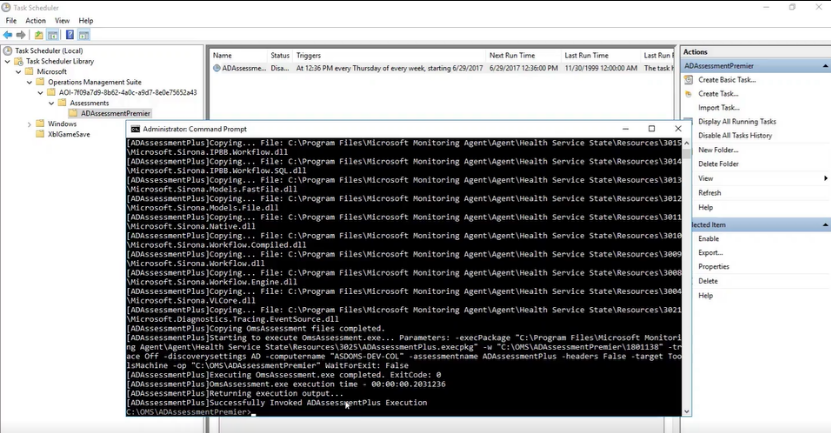 Task Scheduler
File Action View Help
Task Scheduler (Local)
Task Scheduler Library
Microsoft
Operations Management Suite
AOI-7f09a7d9-8b62-4a0c-a9d7-8e0e75652a43
Assessments
ADAssessmentPremier
Windows
XblGameSave
Name Status Triggers Next Run Time Last Run Time Last Run
ADAssessme... Disa... At 12:36 PM every Thursday of every week, starting 6/29/2017 6/29/2017 12:36:00 PM 11/30/1999 12:00:00 AM The task
Actions
ADAssessmentPremier
Create Basic Task...
Create Task...
Import Task...
Display All Running Tasks
Disable All Tasks History
New Folder...
Delete Folder
View
Refresh
Help
lected Item
Enable
Export...
Properties
Delete
Help
Administrator: Command Prompt
[ADAssessmentPlus]Copying... File: C:\Program Files\Microsoft Monitoring Agent\Agent\Health Service State\Resources\3015
\Microsoft.Sirona.IPBB.Workflow.dll
[ADAssessmentPlus]Copying... File: C:\Program Files\Microsoft Monitoring Agent\Agent\Health Service State\Resources\3014
\Microsoft.Sirona.IPBB.Workflow.SQL.dll
[ADAssessmentPlus]Copying... File: C:\Program Files\Microsoft Monitoring Agent\Agent\Health Service State\Resources\3013
\Microsoft.Sirona.Models.FastFile.dll
[ADAssessmentPlus]Copying... File: C:\Program Files\Microsoft Monitoring Agent\Agent\Health Service State\Resources\3012
\Microsoft.Sirona.Models.File.dll
[ADAssessmentPlus]Copying... File: C:\Program Files\Microsoft Monitoring Agent\Agent\Health Service State\Resources\3011
\Microsoft.Sirona.Native.dll
[ADAssessmentPlus]Copying... File: C:\Program Files\Microsoft Monitoring Agent\Agent\Health Service State\Resources\3010
\Microsoft.Sirona.Workflow.Compiled.dll
[ADAssessmentPlus]Copying... File: C:\Program Files\Microsoft Monitoring Agent\Agent\Health Service State\Resources\3009
\Microsoft.Sirona.Workflow.dll
[ADAssessmentPlus]Copying... File: C:\Program Files\Microsoft Monitoring Agent\Agent\Health Service State\Resources\3008
\Microsoft.Sirona.Workflow.Engine.dll
[ADAssessmentPlus]Copying... File: C:\Program Files\Microsoft Monitoring Agent\Agent\Health Service State\Resources\3004
\Microsoft.Sirona.VLCore.dll
[ADAssessmentPlus]Copying... File: C:\Program Files\Microsoft Monitoring Agent\Agent\Health Service State\Resources\3021
\Microsoft.Diagnostics.Tracing.EventSource.dll
[ADAssessmentPlus]Copying OmsAssessment files completed.
[ADAssessmentPlus]Starting to execute OmsAssessment.exe... Parameters: -execPackage "C:\Program Files\Microsoft Monitori
ng Agent\Agent\Health Service State\Resources\3025\ADAssessmentPlus.execpkg" -w "C:\OMS\ADAssessmentPremier\1801138" -tr
ace Off -discoverysettings AD -computername "ASDOMS-DEV-COL" -assessmentname ADAssessmentPlus -headers False -target Too
lsMachine -op "C:\OMS\ADAssessmentPremier" WaitForExit: False
[ADAssessmentPlus]Executing OmsAssessment.exe completed. ExitCode: 0
[ADAssessmentPlus]OmsAssessment.exe execution time - 00:00:00.2031236
[ADAssessmentPlus]Returning execution output...
[ADAssessmentPlus]Successfully Invoked ADAssessmentPlus Execution
C:\OMS\ADAssessmentPremier>